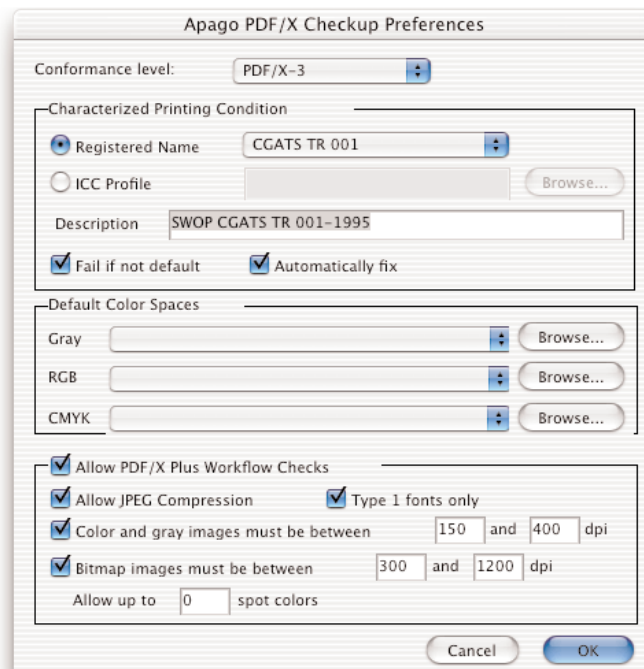 Apago PDF/X Checkup Preferences
Conformance level: PDF/X-3
Characterized Printing Condition
Registered Name CGATS TR 001
ICC Profile Browse...
Description SWOP CGATS TR 001-1995
Fail if not default Automatically fix
Default Color Spaces
Gray Browse...
RGB Browse...
CMYK Browse...
Allow PDF/X Plus Workflow Checks
Allow JPEG Compression Type 1 fonts only
Color and gray images must be between 150 and 400 dpi
Bitmap images must be between 300 and 1200 dpi
Allow up to 0 spot colors
Cancel OK